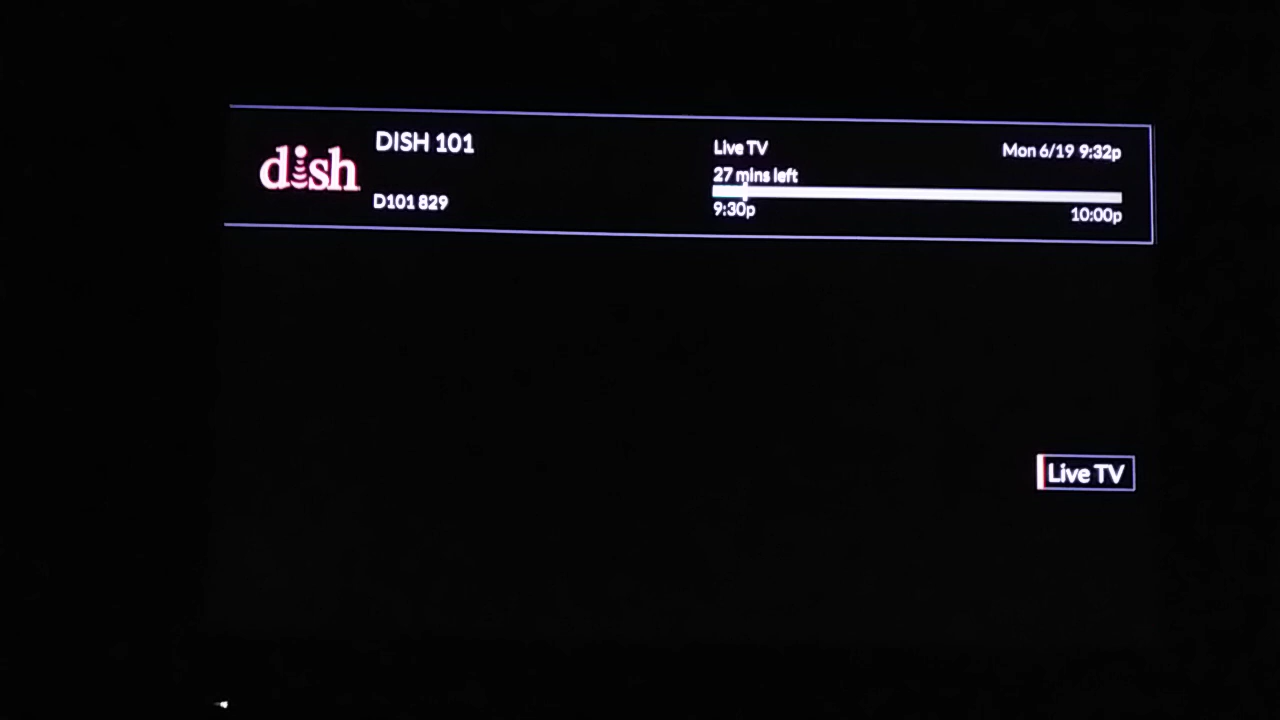 dish
DISH 101
D101 829
Live TV
Mon 6/19 9:32p
27 mins left
9:30p
10:00p
Live TV